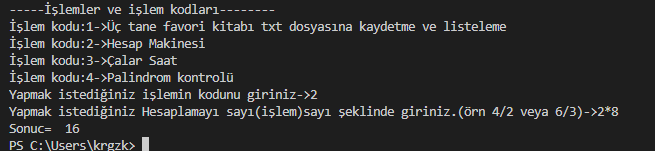 -----İşlemler ve işlem kodları--------
İşlem kodu:1->Üç tane favori kitabı txt dosyasına kaydetme ve listeleme
İşlem kodu:2->Hesap Makinesi
İşlem kodu:3->Çalar Saat
İşlem kodu:4->Palindrom kontrolü
Yapmak istediğiniz işlemin kodunu giriniz->2
Yapmak istediğiniz Hesaplamayı sayı(işlem)sayı şeklinde giriniz.(örn 4/2 veya 6/3)->2*8
Sonuc=  16
PS C:\Users\krgzk>